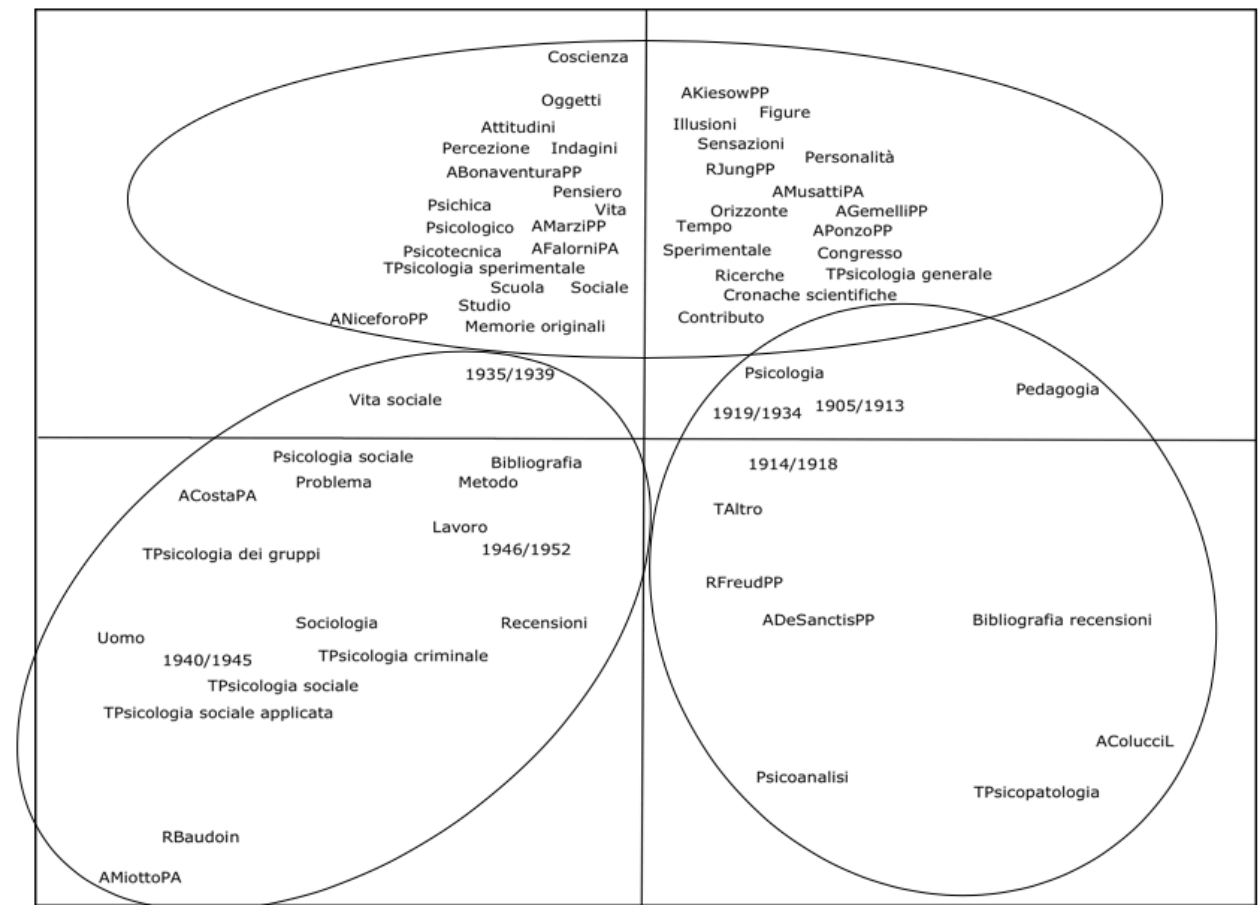 Coscienza
AKiesowPP
Oggetti
Figure
Illusioni
Attitudini
Sensazioni
Percezione Indagini
Personalità
RJungPP
ABonaventuraPP
Pensiero
AMusattiPA
Psichica
Vita
Orizzonte
AGemelliPP
Psicologico
AMarziPP
Tempo
APonzoPP
Psicotecnica
AFalorniPA
Sperimentale
Congresso
TPsicologia sperimentale
Ricerche
TPsicologia generale
Scuola
Sociale
Cronache scientifiche
Studio
ANiceforoPP
Memorie originali
Contributo
1935/1939
Psicologia
Pedagogia
Vita sociale
1919/1934
1905/1913
Psicologia sociale
Bibliografia
1914/1918
Problema
Metodo
ACostaPA
TAltro
Lavoro
TPsicologia dei gruppi
1946/1952
RFreudPP
Sociologia
Recensioni
ADeSanctisPP
Bibliografia recensioni
Uomo
1940/1945
TPsicologia criminale
TPsicologia sociale
TPsicologia sociale applicata
AColucciL
Psicoanalisi
TPsicopatologia
RBaudoin
AMiottoPA